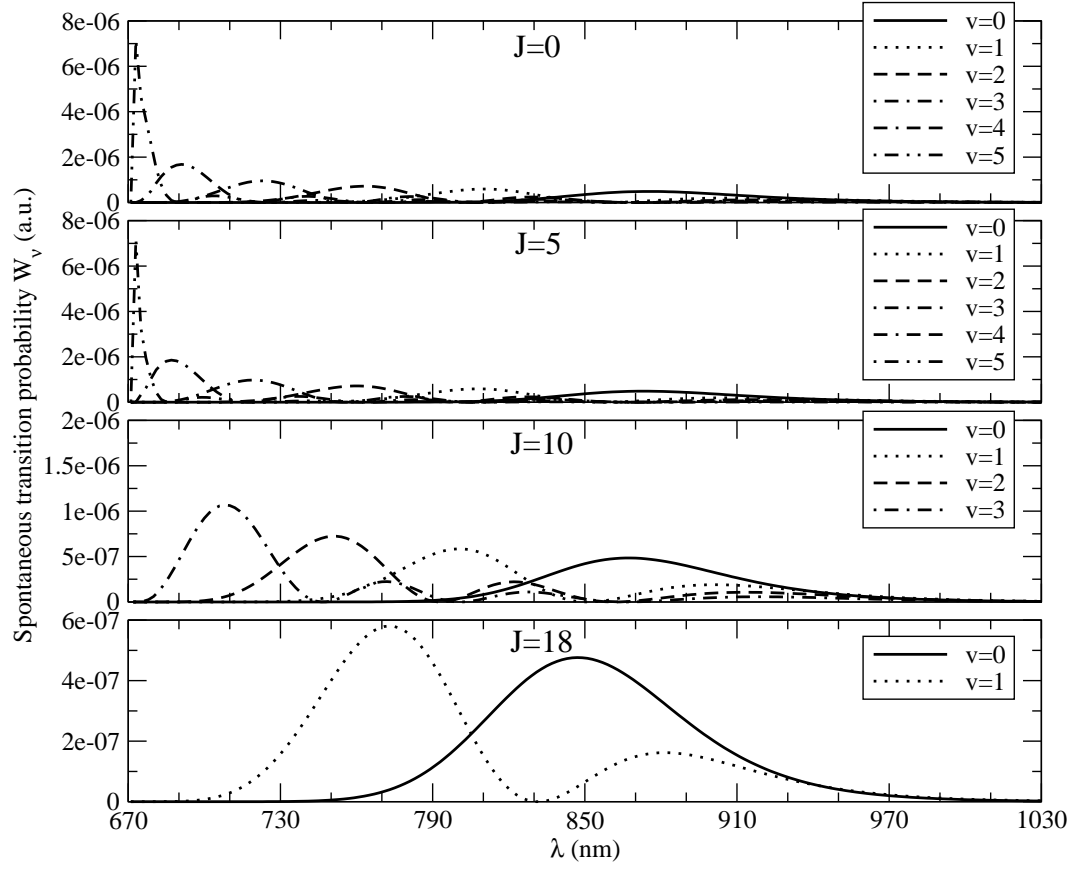 Spontaneous transition probability Wν (a.u.)
8e-06
6e-06
4e-06
2e-06
0
J=0
v=0
v=1
v=2
v=3
v=4
v=5
8e-06
6e-06
4e-06
2e-06
0
J=5
v=0
v=1
v=2
v=3
v=4
v=5
2e-06
1.5e-06
1e-06
5e-07
0
J=10
v=0
v=1
v=2
v=3
6e-07
4e-07
2e-07
0
J=18
v=0
v=1
670 730 790 850 910 970 1030
λ (nm)